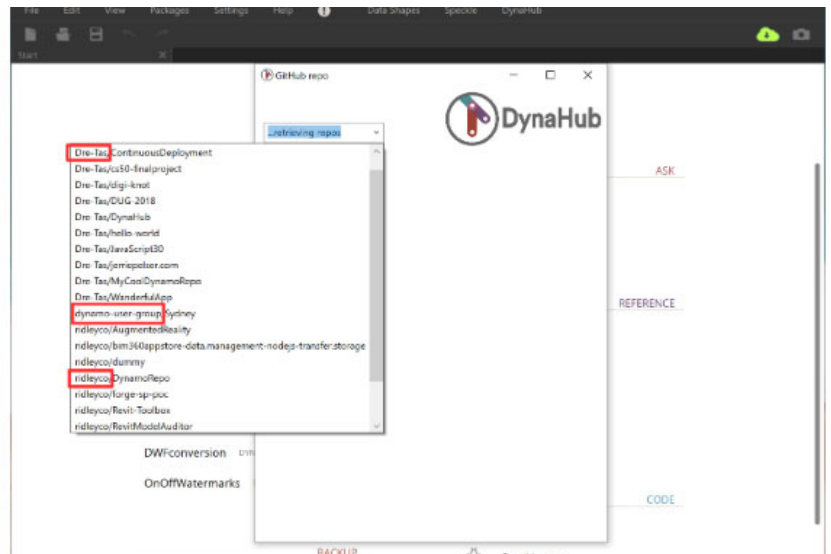 File Edit View Packages Settings Help Data Shapes Speckle DynaHub
Start
GitHub repo
DynaHub
...retrieving repos
Dre-Tas/ContinuousDeployment
Dre-Tas/cs50-finalproject
Dre-Tas/digi-knot
Dre-Tas/DUG-2018
Dre-Tas/DynaHub
Dre-Tas/hello-world
Dre-Tas/JavaScript30
Dre-Tas/jerriepelser.com
Dre-Tas/MyCoolDynamoRepo
Dre-Tas/WanderfulApp
dynamo-user-group/Sydney
ridleyco/AugmentedReality
ridleyco/bim360appstore-data.management-nodejs-transfer.storage
ridleyco/dummy
ridleyco/DynamoRepo
ridleyco/forge-sp-poc
ridleyco/Revit-Toolbox
ridleyco/RevitModelAuditor
ASK
REFERENCE
DWFconversion DYN
OnOffWatermarks
CODE
BACKUP